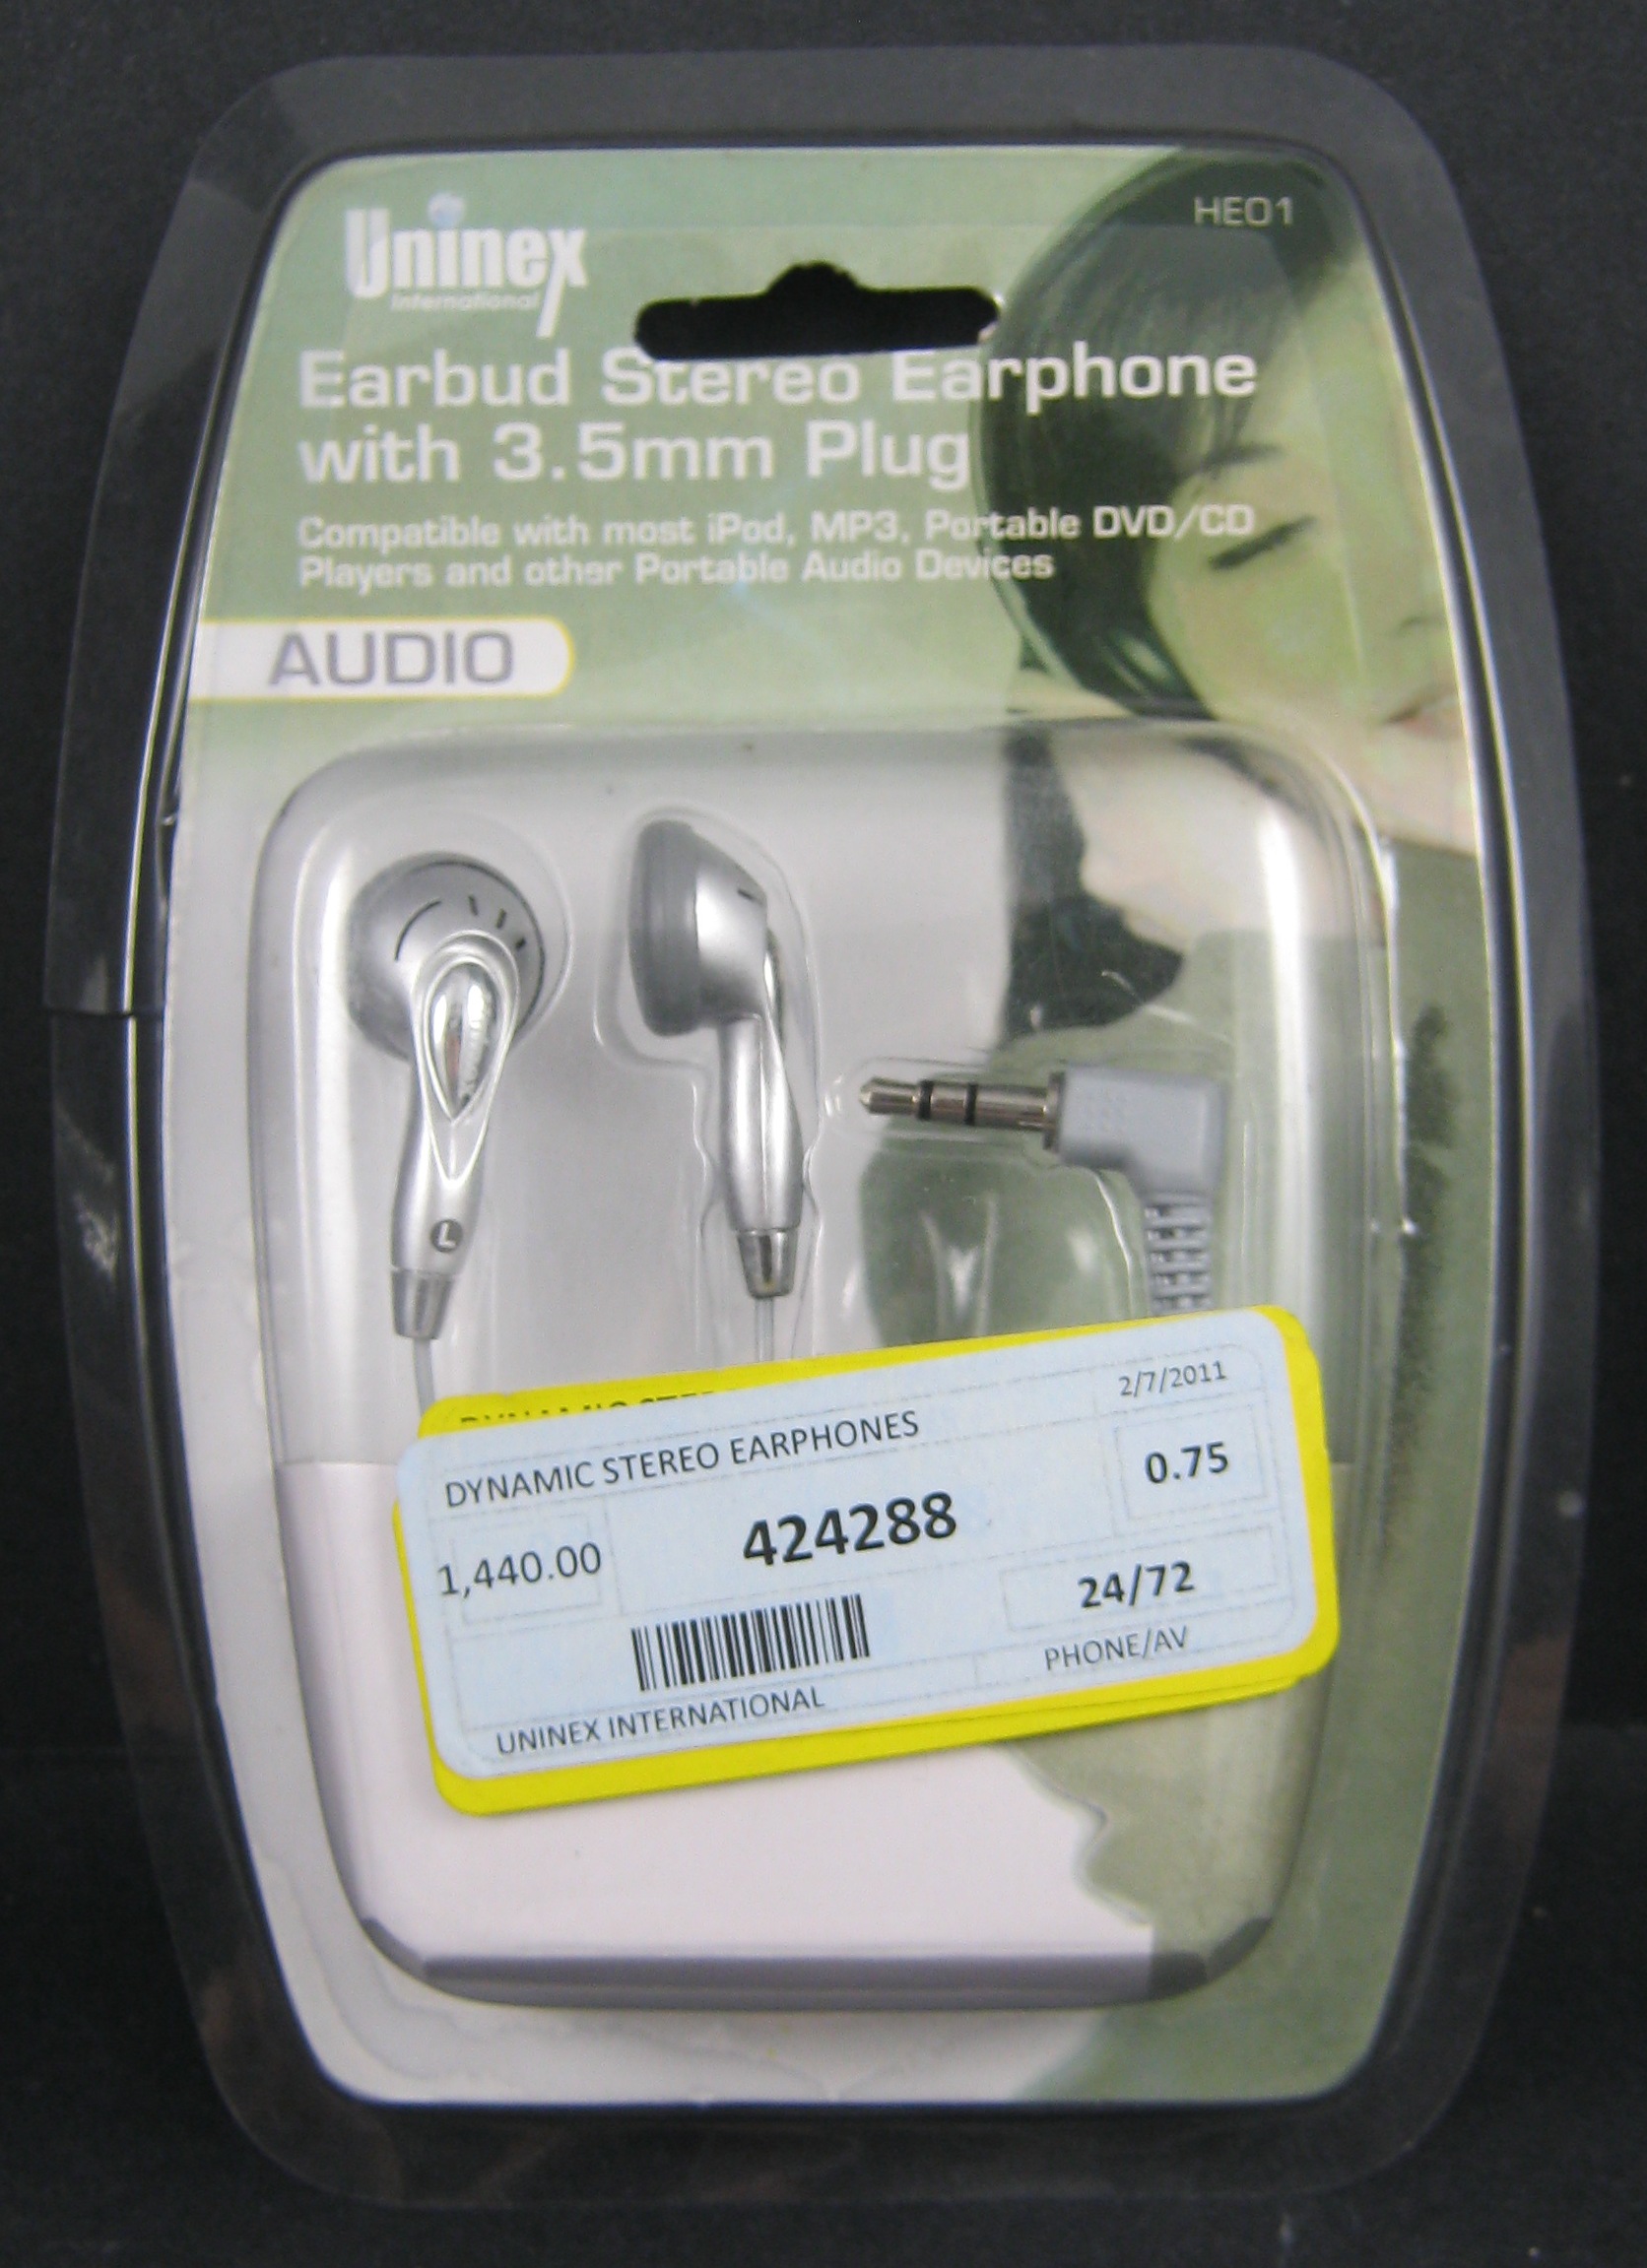 Uninex
International
HE01
Earbud Stereo Earphone
with 3.5mm Plug
Compatible with most iPod, MP3, Portable DVD/CD
Players and other Portable Audio Devices
AUDIO
L
2/7/2011
DYNAMIC STEREO EARPHONES
0.75
1,440.00
424288
24/72
PHONE/AV
UNINEX INTERNATIONAL